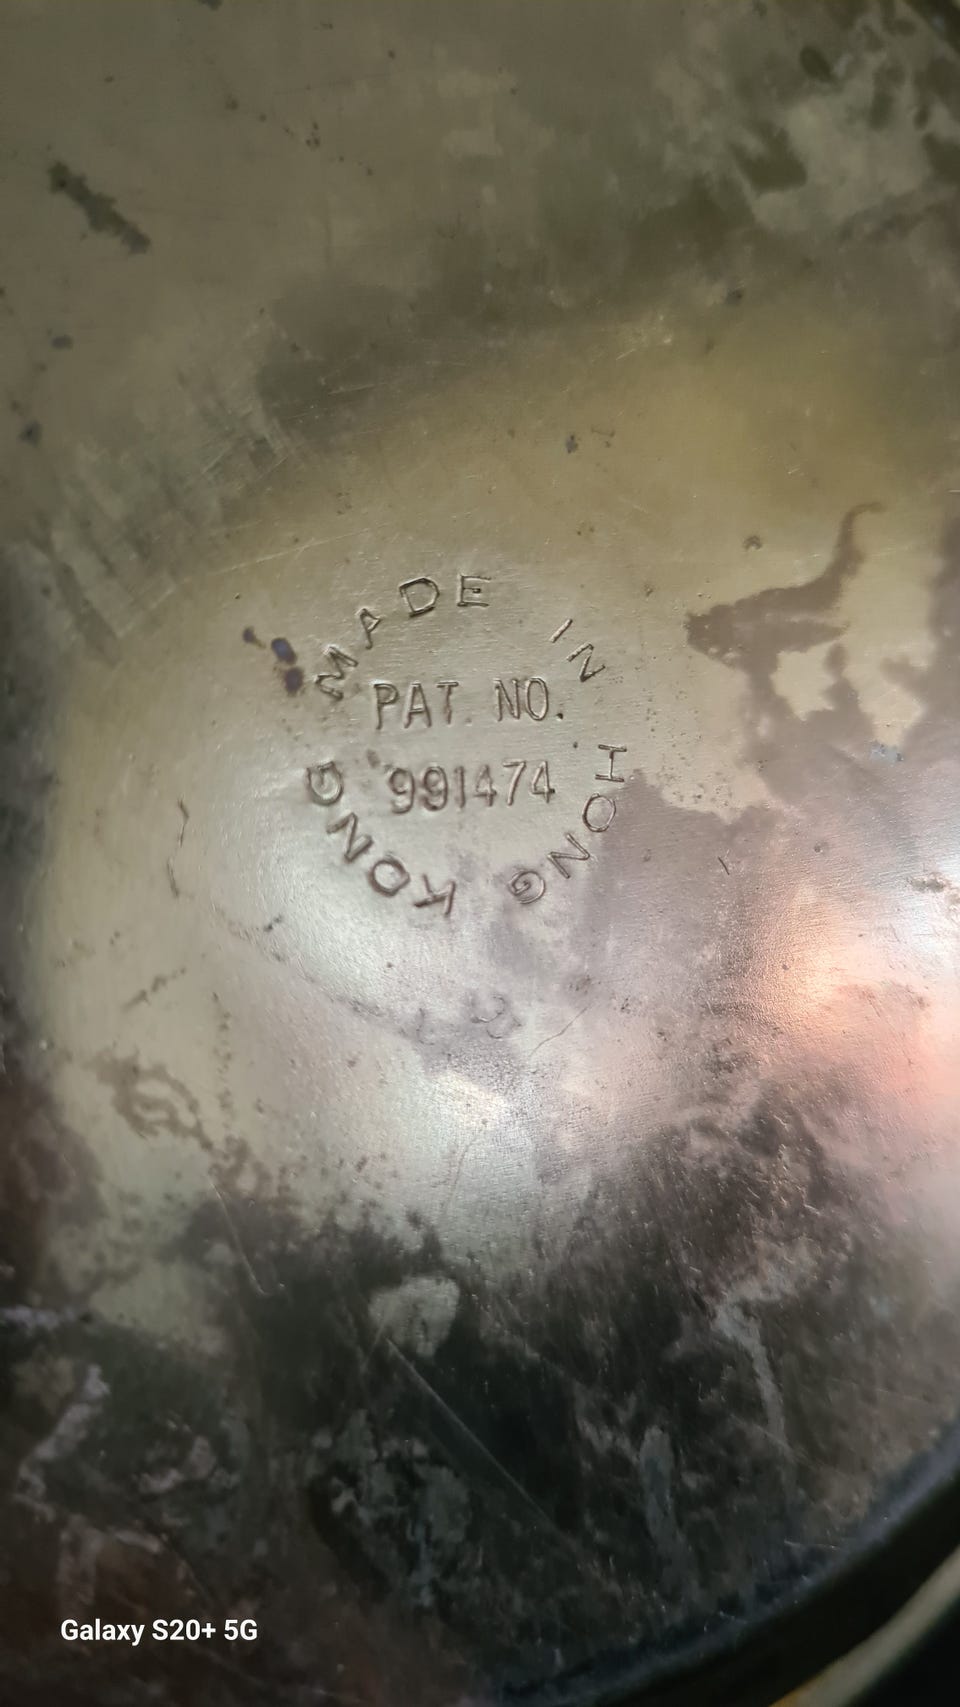 MADE IN HONG KONG
PAT. NO.
991474
Galaxy S20+ 5G